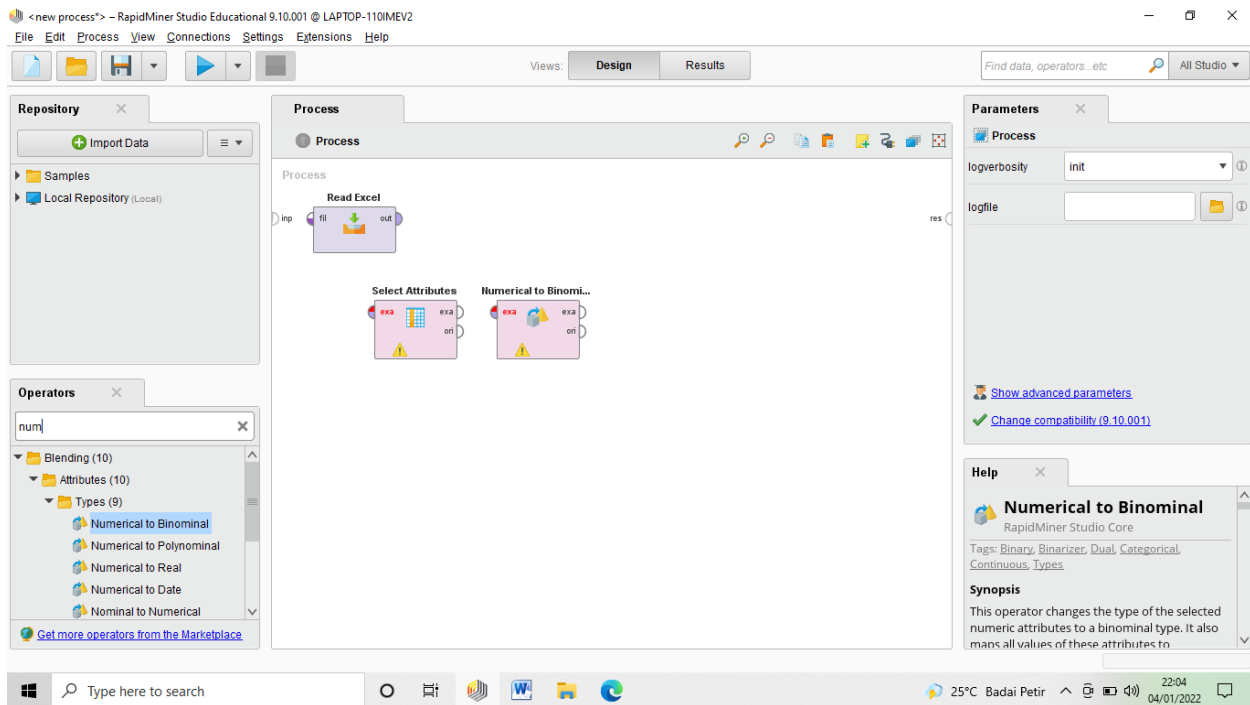 <new process*> – RapidMiner Studio Educational 9.10.001 @ LAPTOP-110IMEV2
File Edit Process View Connections Settings Extensions Help
Views: Design Results
Find data, operators...etc All Studio
Repository
Import Data
Samples
Local Repository (Local)
Process
Process
Process
Read Excel
inp fil out res
Select Attributes Numerical to Binomi...
exa exa exa exa
ori ori
Operators
num
Blending (10)
Attributes (10)
Types (9)
Numerical to Binominal
Numerical to Polynominal
Numerical to Real
Numerical to Date
Nominal to Numerical
Get more operators from the Marketplace
Parameters
Process
logverbosity init
logfile
Show advanced parameters
Change compatibility (9.10.001)
Help
Numerical to Binominal
RapidMiner Studio Core
Tags: Binary, Binarizer, Dual, Categorical,
Continuous, Types
Synopsis
This operator changes the type of the selected
numeric attributes to a binominal type. It also
maps all values of these attributes to
Type here to search
W
25°C Badai Petir
22:04
04/01/2022